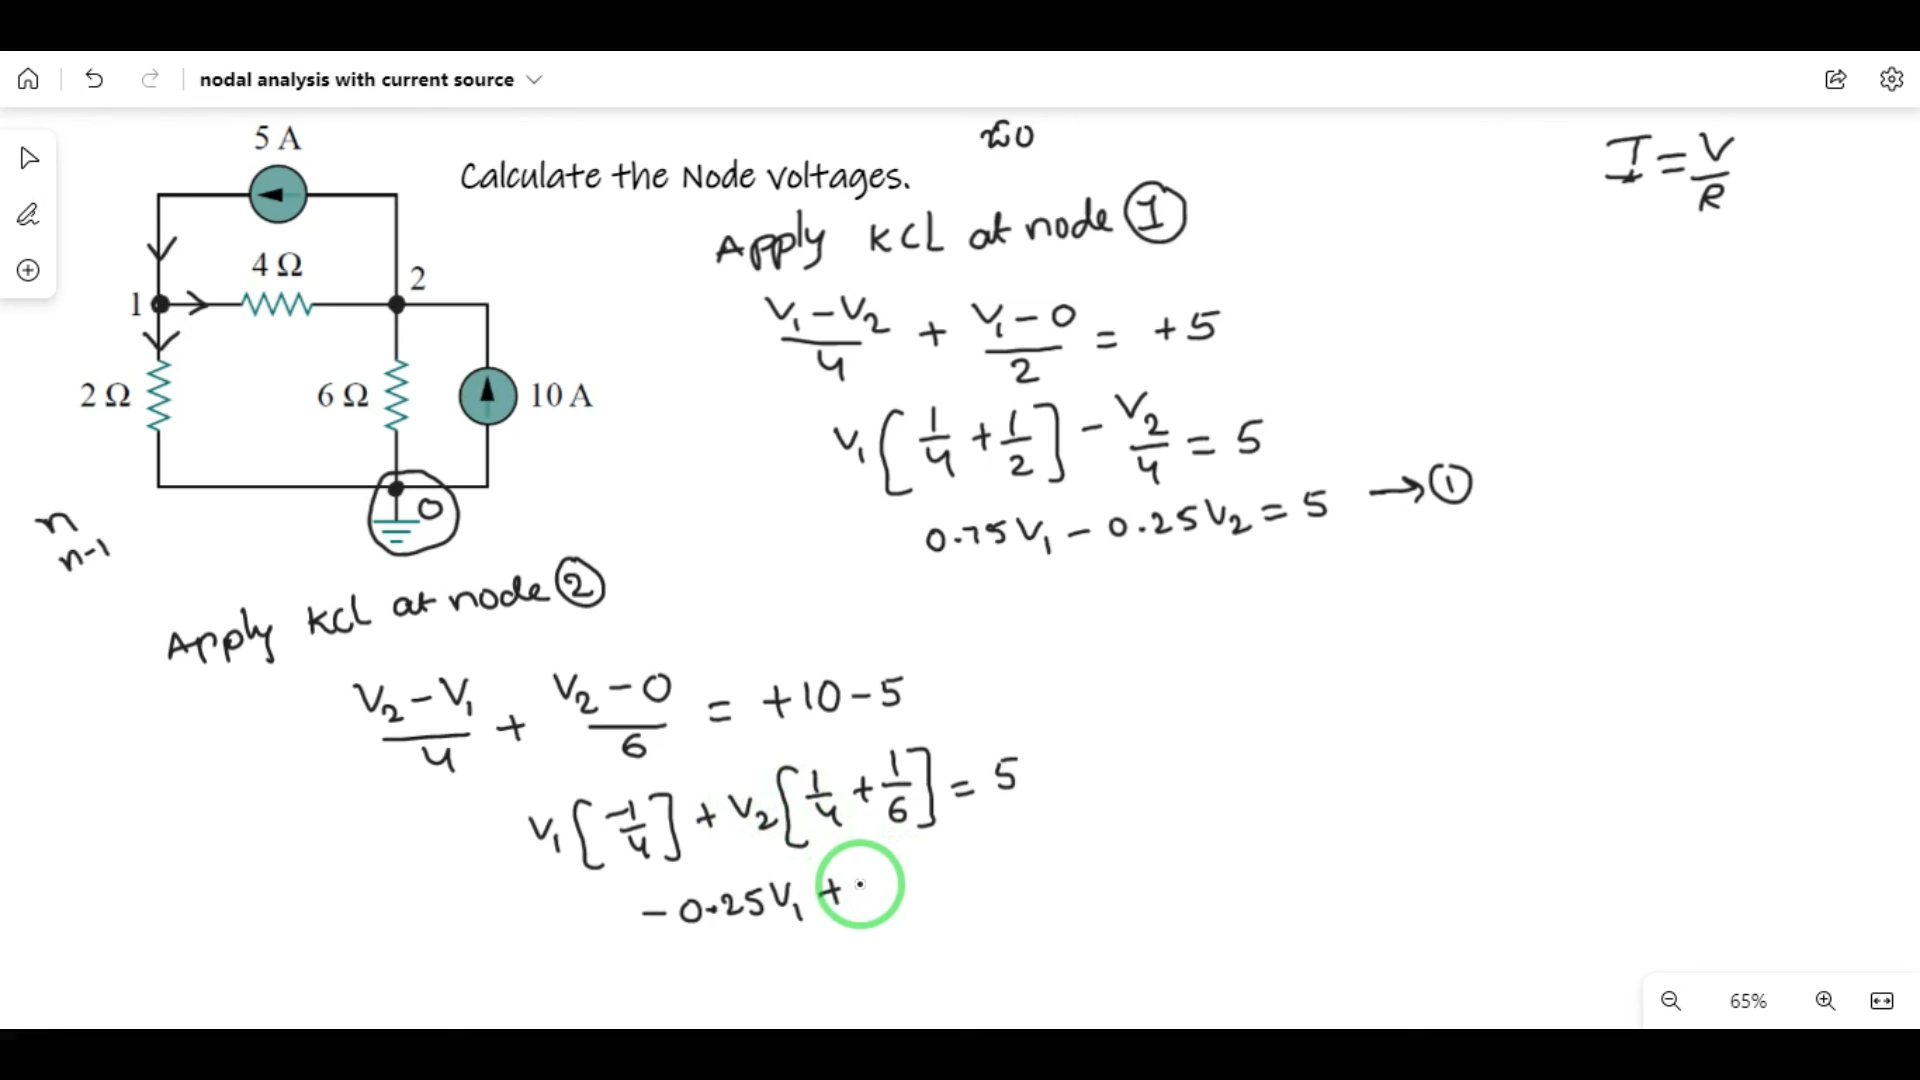 nodal analysis with current source
5 A
Calculate the Node voltages.
I = V/R
4 Ω
1
2
2 Ω
6 Ω
10 A
0
n
n-1
Apply KCL at node ①
(V₁ - V₂)/4 + (V₁ - 0)/2 = +5
V₁[1/4 + 1/2] - V₂/4 = 5
0.75V₁ - 0.25V₂ = 5 → ①
Apply KCL at node ②
(V₂ - V₁)/4 + (V₂ - 0)/6 = +10 - 5
V₁[-1/4] + V₂[1/4 + 1/6] = 5
- 0.25V₁ + .
65%